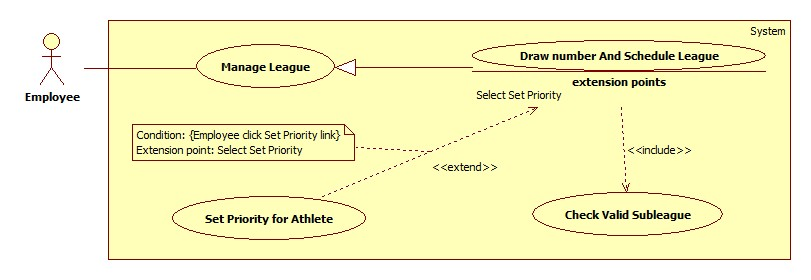 System
Draw number And Schedule League
Manage League
extension points
Employee
Select Set Priority
Condition: {Employee click Set Priority link}
Extension point: Select Set Priority
<<include>>
<<extend>>
Set Priority for Athlete
Check Valid Subleague